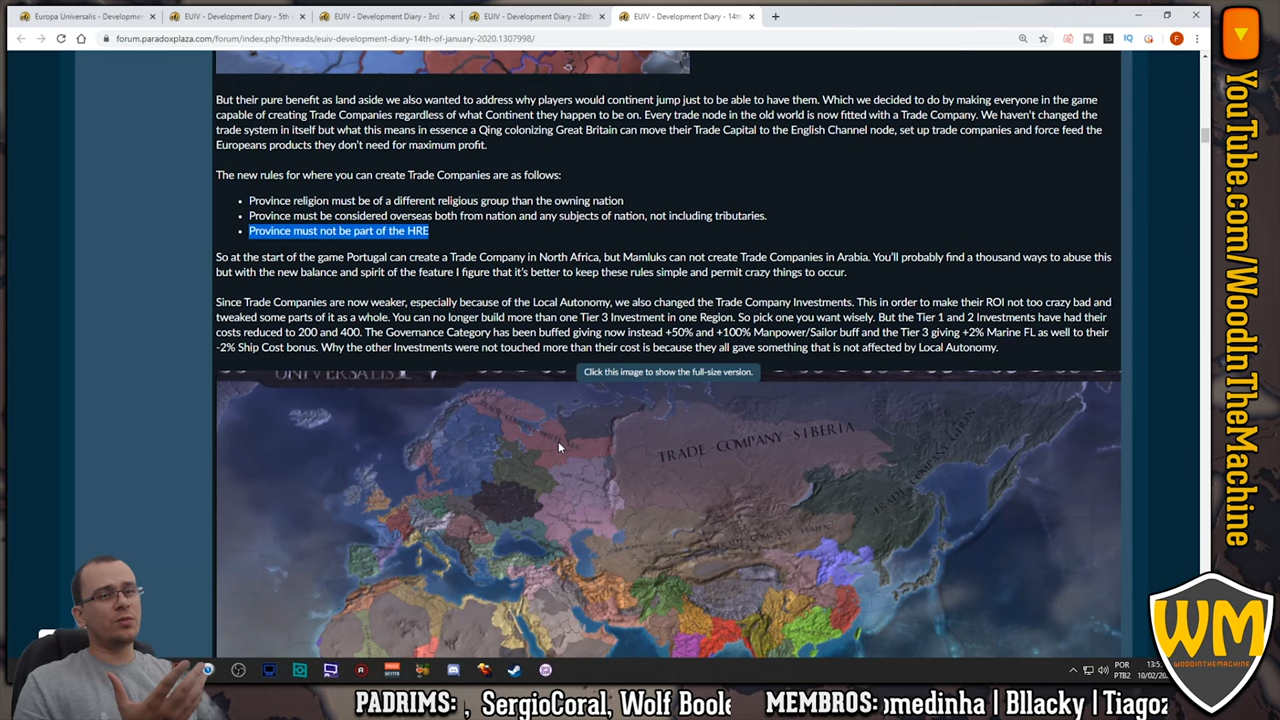 Europa Universalis - Developme
EUIV - Development Diary - 5th o
EUIV - Development Diary - 3rd c
EUIV - Development Diary - 28th
EUIV - Development Diary - 14th
forum.paradoxplaza.com/forum/index.php?threads/euiv-development-diary-14th-of-january-2020.1307998/
But their pure benefit as land aside we also wanted to address why players would continent jump just to be able to have them. Which we decided to do by making everyone in the game
capable of creating Trade Companies regardless of what Continent they happen to be on. Every trade node in the old world is now fitted with a Trade Company. We haven't changed the
trade system in itself but what this means in essence a Qing colonizing Great Britain can move their Trade Capital to the English Channel node, set up trade companies and force feed the
Europeans products they don't need for maximum profit.
The new rules for where you can create Trade Companies are as follows:
• Province religion must be of a different religious group than the owning nation
• Province must be considered overseas both from nation and any subjects of nation, not including tributaries.
• Province must not be part of the HRE
So at the start of the game Portugal can create a Trade Company in North Africa, but Mamluks can not create Trade Companies in Arabia. You'll probably find a thousand ways to abuse this
but with the new balance and spirit of the feature I figure that it's better to keep these rules simple and permit crazy things to occur.
Since Trade Companies are now weaker, especially because of the Local Autonomy, we also changed the Trade Company Investments. This in order to make their ROI not too crazy bad and
tweaked some parts of it as a whole. You can no longer build more than one Tier 3 Investment in one Region. So pick one you want wisely. But the Tier 1 and 2 Investments have had their
costs reduced to 200 and 400. The Governance Category has been buffed giving now instead +50% and +100% Manpower/Sailor buff and the Tier 3 giving +2% Marine FL as well to their
-2% Ship Cost bonus. Why the other Investments were not touched more than their cost is because they all gave something that is not affected by Local Autonomy.
UNIVERSALIS
Click this image to show the full-size version.
TRADE COMPANY SIBERIA
TRADE COMPANY GIRIN
YouTube.com/WoodInTheMachine
WM
WOODINTHEMACHINE
POR
PTB2
13:5
10/02/20
PADRIMS: , SergioCoral, Wolf Boole
MEMBROS: omedinha | Bllacky | Tiago